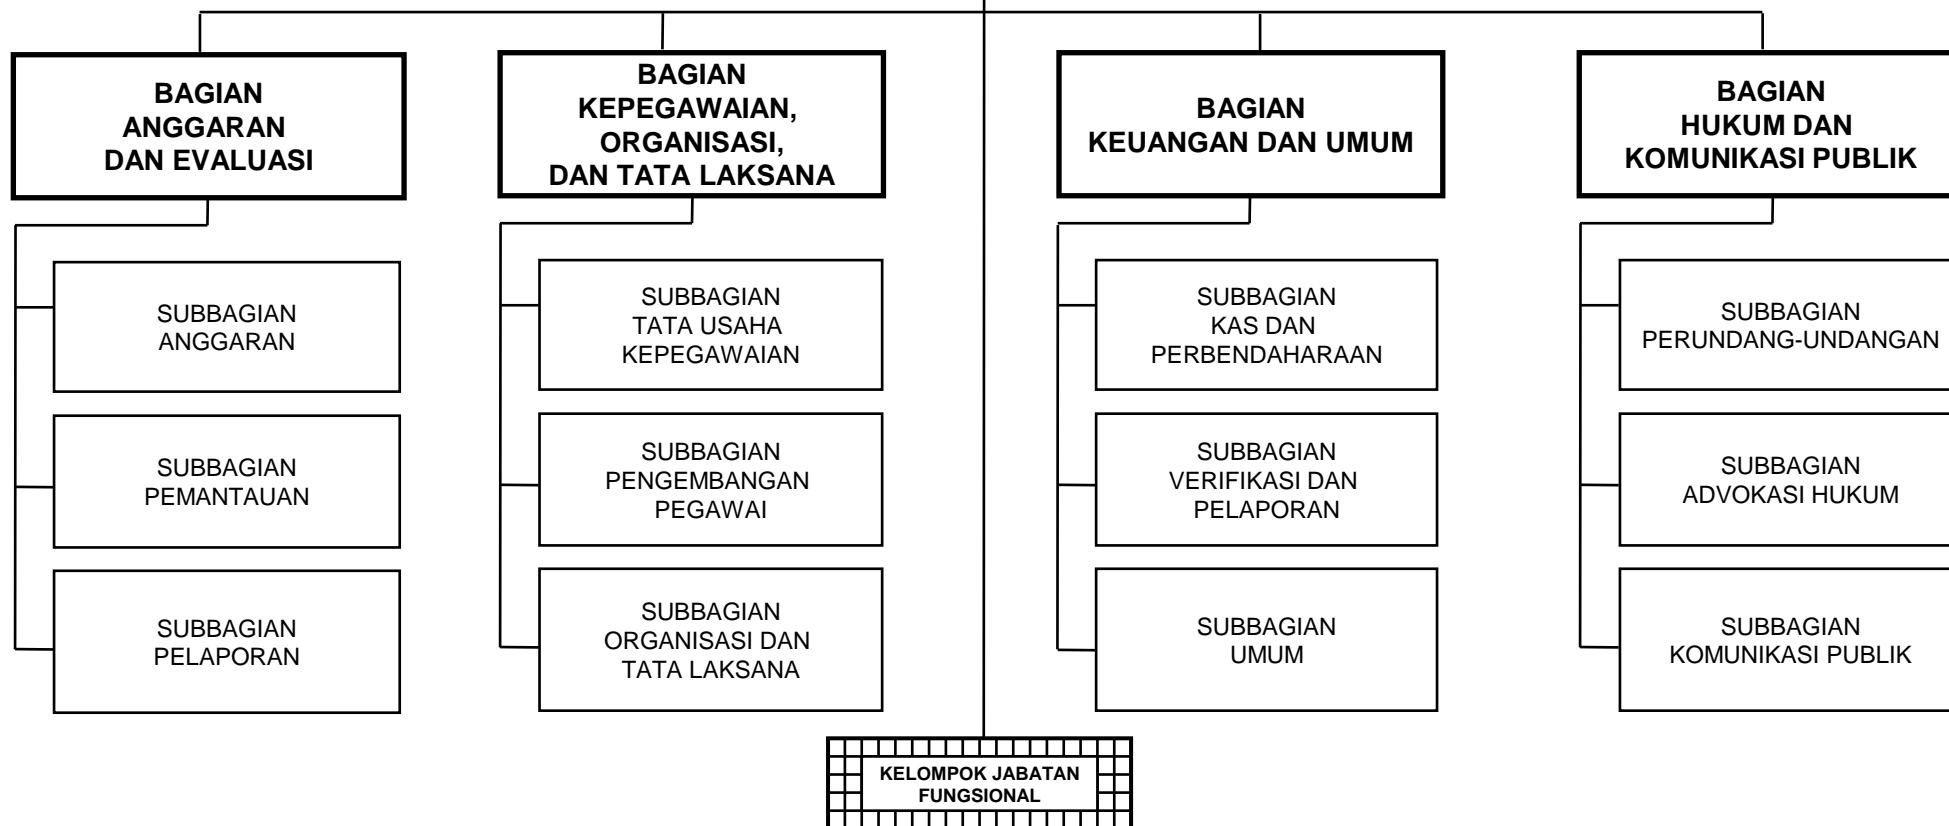 BAGIAN
ANGGARAN
DAN EVALUASI
BAGIAN
KEPEGAWAIAN,
ORGANISASI,
DAN TATA LAKSANA
BAGIAN
KEUANGAN DAN UMUM
BAGIAN
HUKUM DAN
KOMUNIKASI PUBLIK
SUBBAGIAN
ANGGARAN
SUBBAGIAN
TATA USAHA
KEPEGAWAIAN
SUBBAGIAN
KAS DAN
PERBENDAHARAAN
SUBBAGIAN
PERUNDANG-UNDANGAN
SUBBAGIAN
PEMANTAUAN
SUBBAGIAN
PENGEMBANGAN
PEGAWAI
SUBBAGIAN
VERIFIKASI DAN
PELAPORAN
SUBBAGIAN
ADVOKASI HUKUM
SUBBAGIAN
PELAPORAN
SUBBAGIAN
ORGANISASI DAN
TATA LAKSANA
SUBBAGIAN
UMUM
SUBBAGIAN
KOMUNIKASI PUBLIK
KELOMPOK JABATAN
FUNGSIONAL